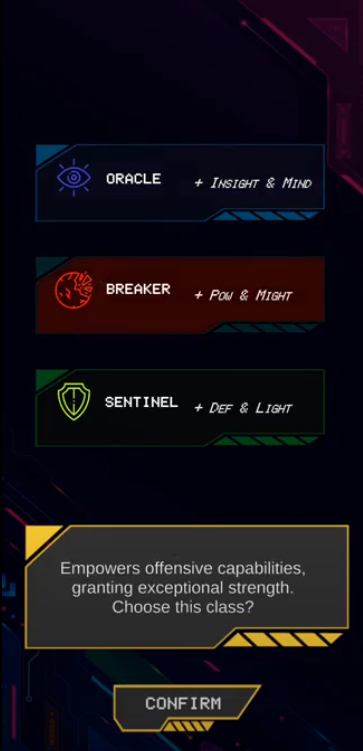 ORACLE + INSIGHT & MIND
BREAKER + POW & MIGHT
SENTINEL + DEF & LIGHT
Empowers offensive capabilities,
granting exceptional strength.
Choose this class?
CONFIRM